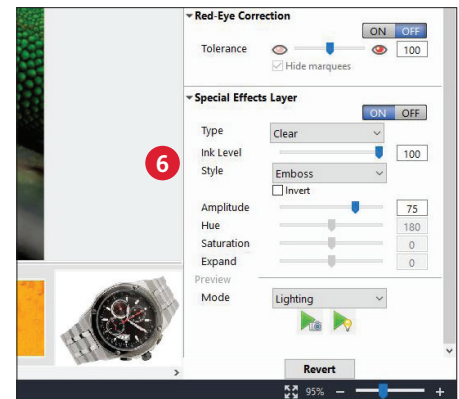 Red-Eye Correction
ON OFF
Tolerance 100
Hide marquees
Special Effects Layer
ON OFF
Type Clear
Ink Level 100
6
Style Emboss
Invert
Amplitude 75
Hue 180
Saturation 0
Expand 0
Preview
Mode Lighting
Revert
95% − +